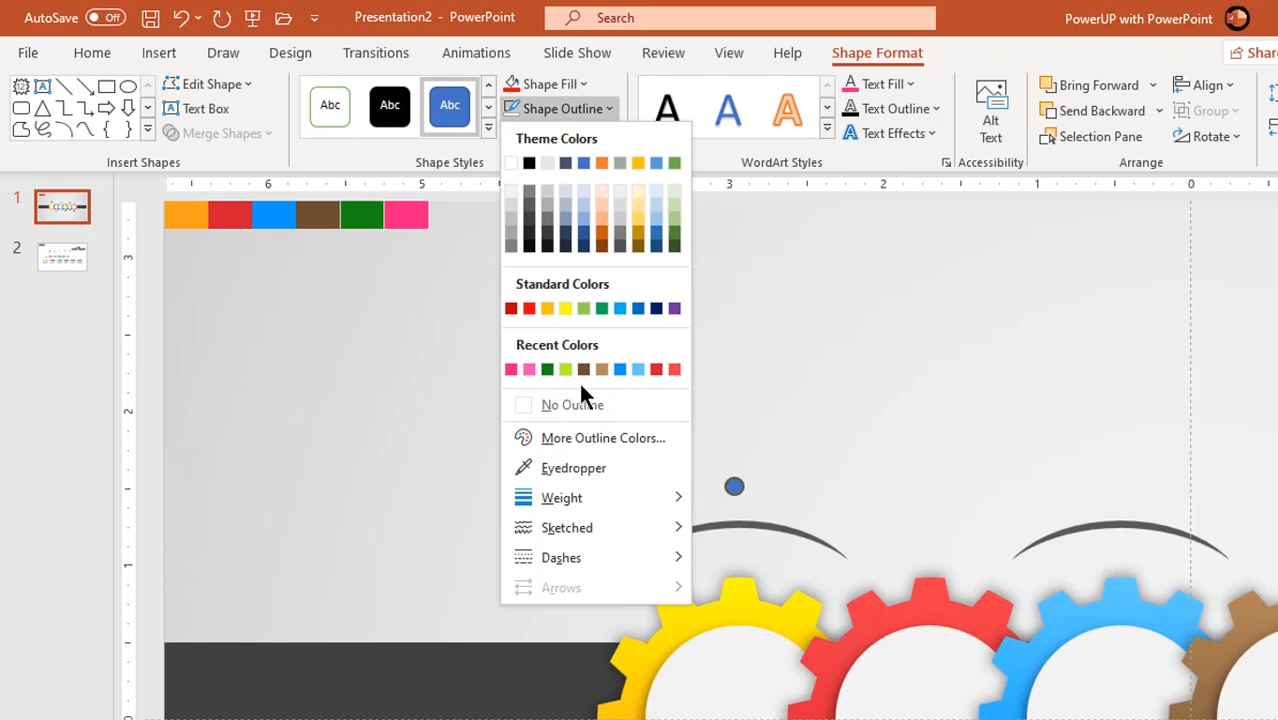 AutoSave Off Presentation2 - PowerPoint Search PowerUP with PowerPoint
File Home Insert Draw Design Transitions Animations Slide Show Review View Help Shape Format Shar
Edit Shape
Text Box
Merge Shapes
Insert Shapes
Abc Abc Abc
Shape Styles
Shape Fill
Shape Outline
A A A
WordArt Styles
Text Fill
Text Outline
Text Effects
Alt
Text
Accessibility
Bring Forward Align
Send Backward Group
Selection Pane Rotate
Arrange
6 5 3 2 1 0
1
2
3
2
1
0
Theme Colors
Standard Colors
Recent Colors
No Outline
More Outline Colors...
Eyedropper
Weight
Sketched
Dashes
Arrows